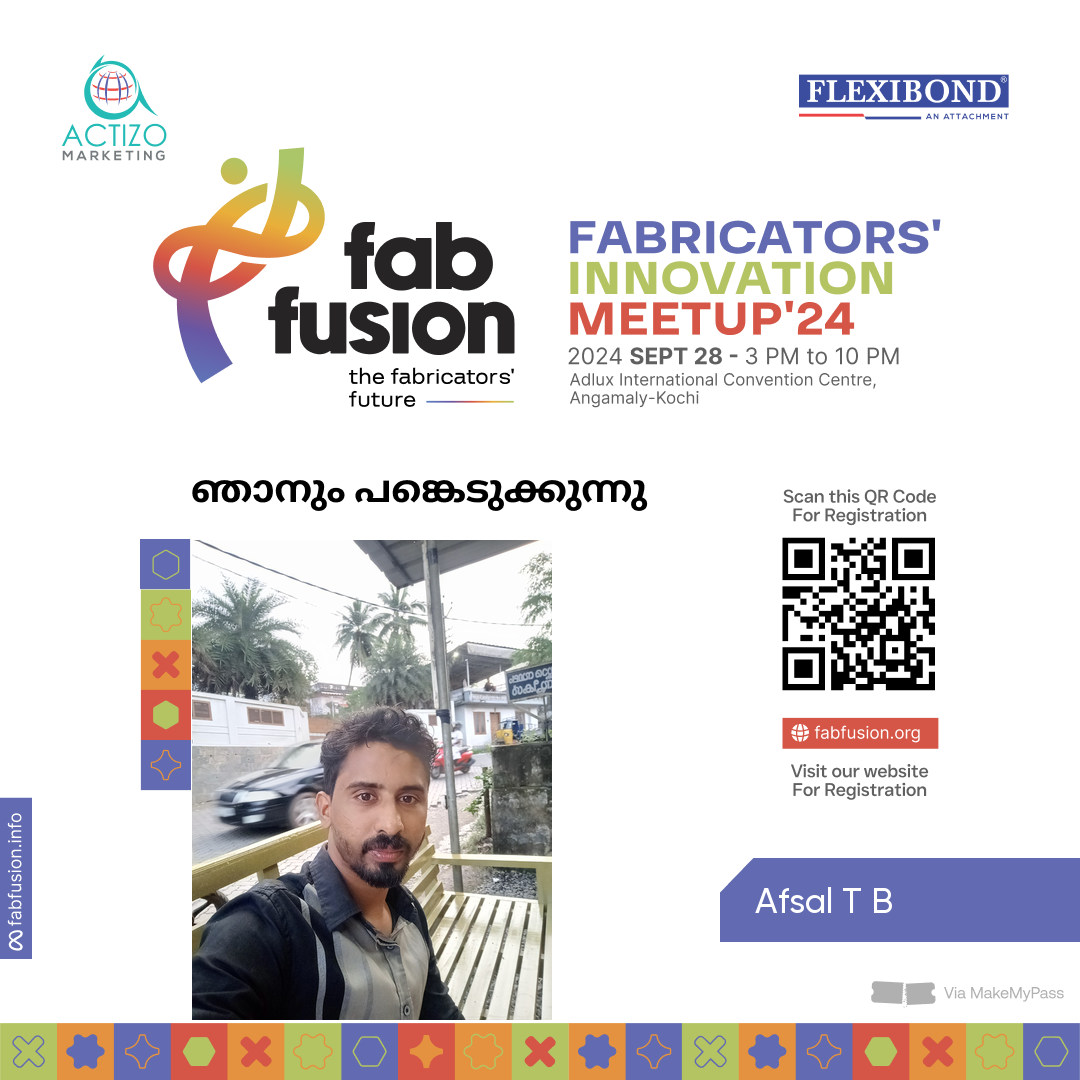 ACTIZO
MARKETING
FLEXIBOND®
AN ATTACHMENT
fab
fusion
the fabricators'
future
FABRICATORS'
INNOVATION
MEETUP'24
2024 SEPT 28 - 3 PM to 10 PM
Adlux International Convention Centre,
Angamaly-Kochi
ഞാനും പങ്കെടുക്കുന്നു
Scan this QR Code
For Registration
fabfusion.org
Visit our website
For Registration
fabfusion.info
Afsal T B
Via MakeMyPass